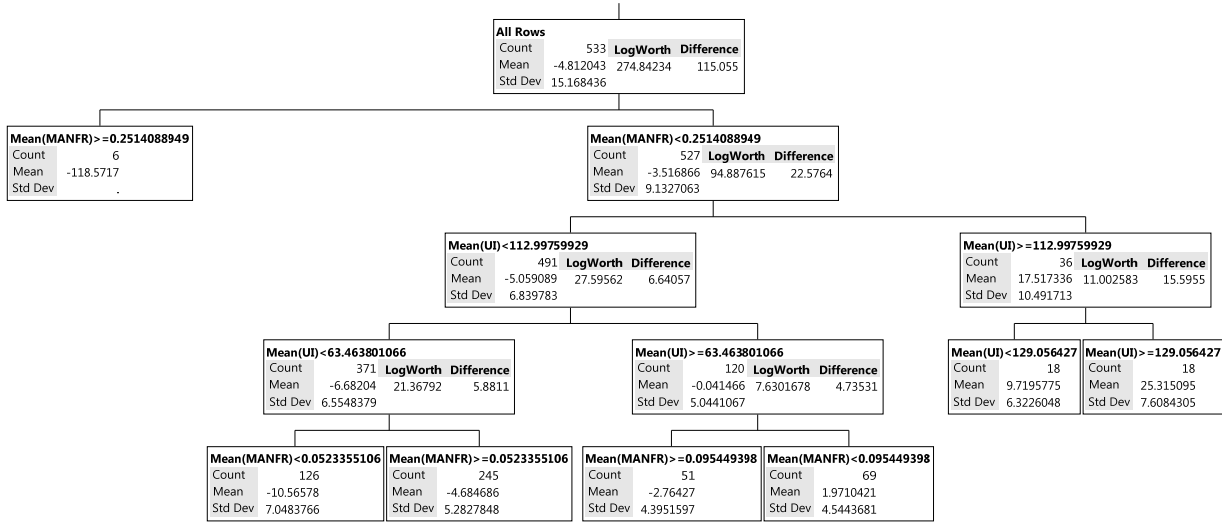 All Rows
Count 533 LogWorth Difference
Mean -4.812043 274.84234 115.055
Std Dev 15.168436
Mean(MANFR)>=0.2514088949
Count 6
Mean -118.5717
Std Dev .
Mean(MANFR)<0.2514088949
Count 527 LogWorth Difference
Mean -3.516866 94.887615 22.5764
Std Dev 9.1327063
Mean(UI)<112.99759929
Count 491 LogWorth Difference
Mean -5.059089 27.59562 6.64057
Std Dev 6.839783
Mean(UI)>=112.99759929
Count 36 LogWorth Difference
Mean 17.517336 11.002583 15.5955
Std Dev 10.491713
Mean(UI)<63.463801066
Count 371 LogWorth Difference
Mean -6.68204 21.36792 5.8811
Std Dev 6.5548379
Mean(UI)>=63.463801066
Count 120 LogWorth Difference
Mean -0.041466 7.6301678 4.73531
Std Dev 5.0441067
Mean(UI)<129.056427
Count 18
Mean 9.7195775
Std Dev 6.3226048
Mean(UI)>=129.056427
Count 18
Mean 25.315095
Std Dev 7.6084305
Mean(MANFR)<0.0523355106
Count 126
Mean -10.56578
Std Dev 7.0483766
Mean(MANFR)>=0.0523355106
Count 245
Mean -4.684686
Std Dev 5.2827848
Mean(MANFR)>=0.095449398
Count 51
Mean -2.76427
Std Dev 4.3951597
Mean(MANFR)<0.095449398
Count 69
Mean 1.9710421
Std Dev 4.5443681